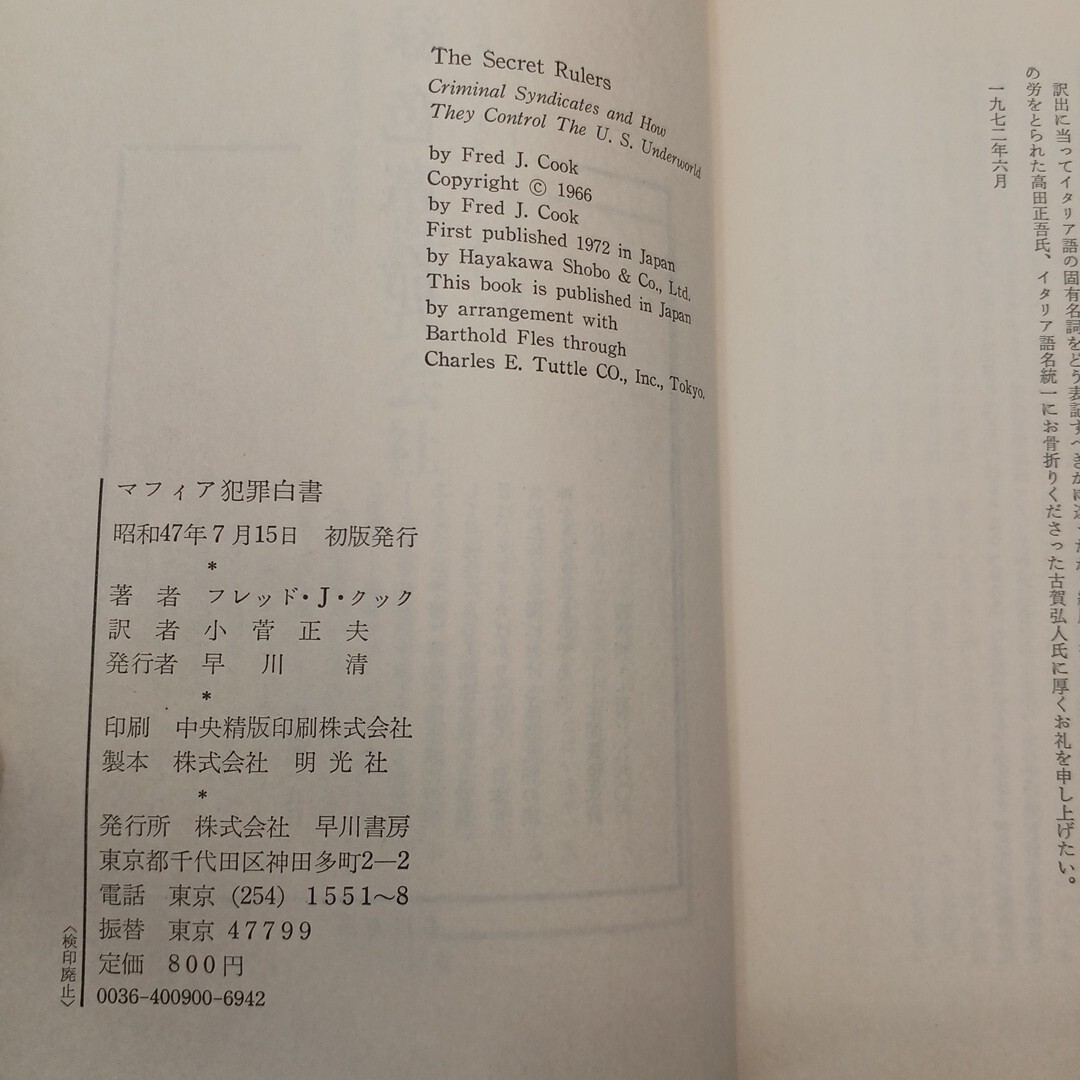 The Secret Rulers
Criminal Syndicates and How
They Control The U. S. Underworld
by Fred J. Cook
Copyright © 1966
by Fred J. Cook
First published 1972 in Japan
by Hayakawa Shobo & Co., Ltd.
This book is published in Japan
by arrangement with
Barthold Fles through
Charles E. Tuttle CO., Inc., Tokyo.
マフィア犯罪白書
昭和47年7月15日 初版発行
*
著者 フレッド・J・クック
訳者 小菅正夫
発行者 早川 清
*
印刷 中央精版印刷株式会社
製本 株式会社 明光社
*
発行所 株式会社 早川書房
東京都千代田区神田多町2—2
電話 東京 (254) 1551〜8
振替 東京 47799
定価 800円
0036-400900-6942
〈検印廃止〉
訳出に当ってイタリア語の固有名詞をどう表記すべきかに
の労をとられた高田正吾氏、イタリア語名統一にお骨折りくださった古賀弘人氏に厚くお礼を申し上げたい。
一九七二年六月